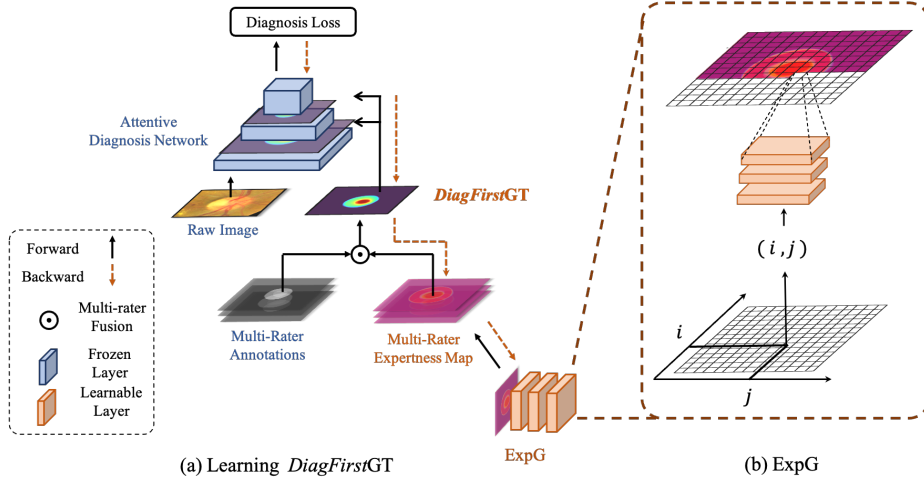 Diagnosis Loss
Attentive
Diagnosis Network
DiagFirstGT
Raw Image
Forward
Backward
Multi-rater
Fusion
Frozen
Layer
Learnable
Layer
Multi-Rater
Annotations
Multi-Rater
Expertness Map
ExpG
(a) Learning DiagFirstGT
(i,j)
i
j
(b) ExpG